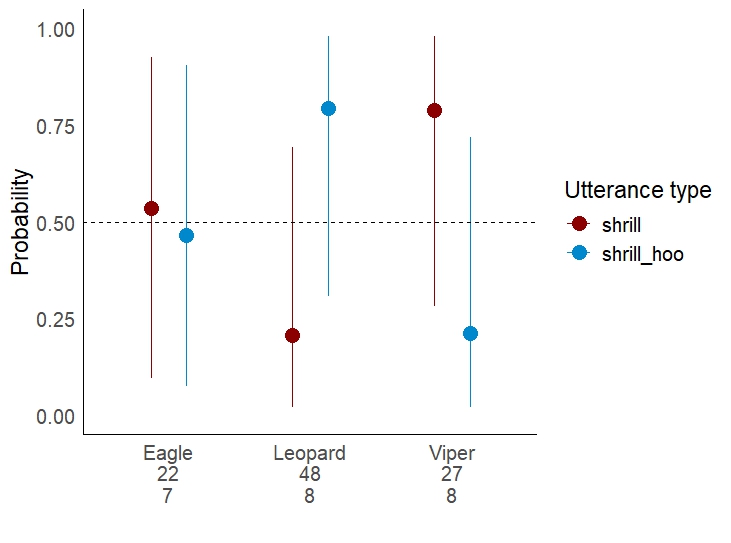 Probability
1.00
0.75
0.50
0.25
0.00
Eagle Leopard Viper
22 48 27
7 8 8
Utterance type
shrill
shrill_hoo